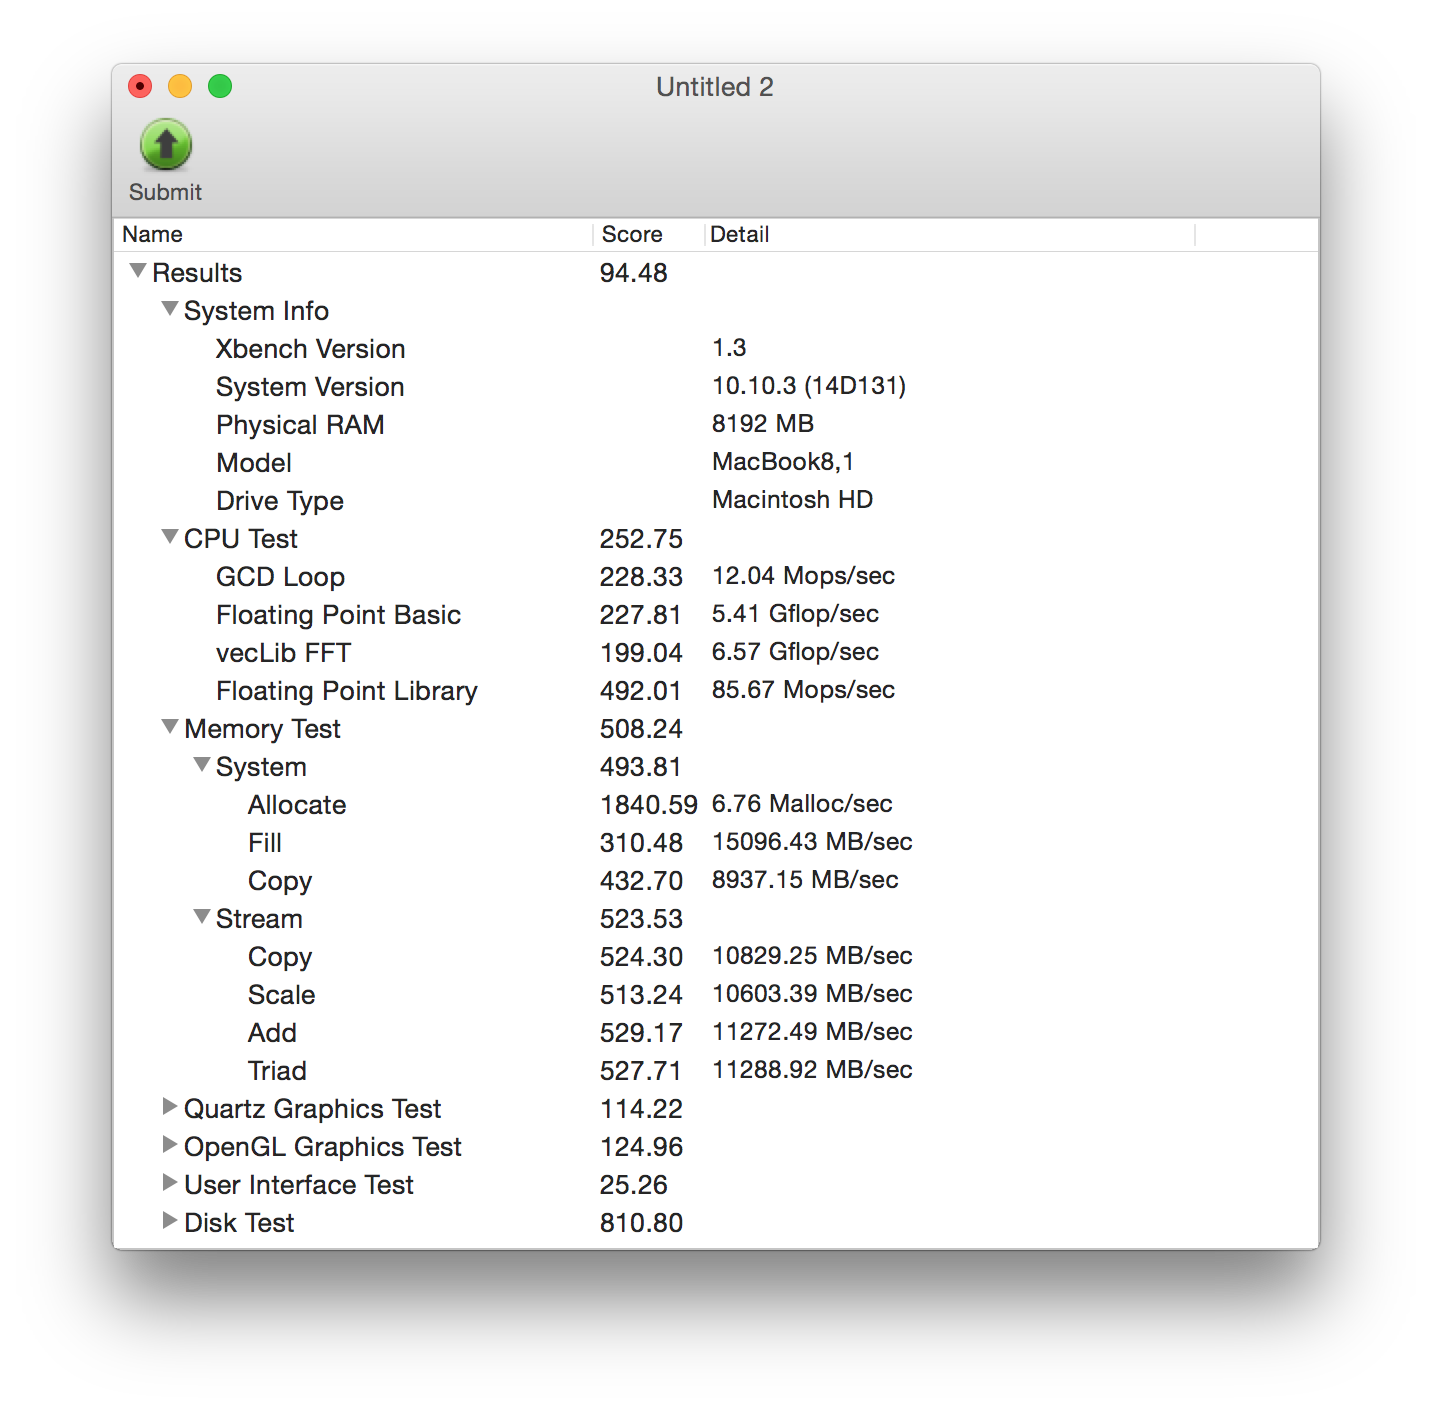 Untitled 2
Submit
Name Score Detail
Results 94.48
System Info
Xbench Version 1.3
System Version 10.10.3 (14D131)
Physical RAM 8192 MB
Model MacBook8,1
Drive Type Macintosh HD
CPU Test 252.75
GCD Loop 228.33 12.04 Mops/sec
Floating Point Basic 227.81 5.41 Gflop/sec
vecLib FFT 199.04 6.57 Gflop/sec
Floating Point Library 492.01 85.67 Mops/sec
Memory Test 508.24
System 493.81
Allocate 1840.59 6.76 Malloc/sec
Fill 310.48 15096.43 MB/sec
Copy 432.70 8937.15 MB/sec
Stream 523.53
Copy 524.30 10829.25 MB/sec
Scale 513.24 10603.39 MB/sec
Add 529.17 11272.49 MB/sec
Triad 527.71 11288.92 MB/sec
Quartz Graphics Test 114.22
OpenGL Graphics Test 124.96
User Interface Test 25.26
Disk Test 810.80